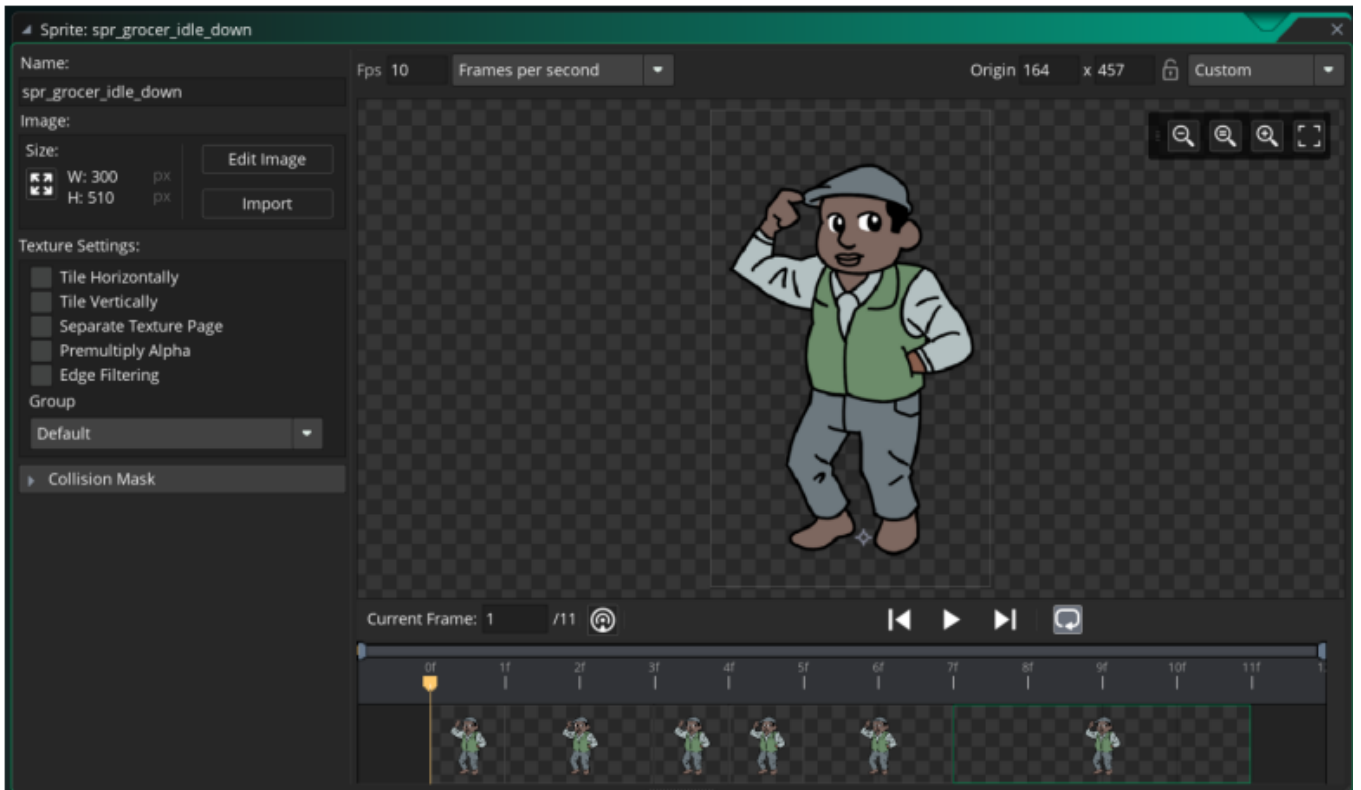 Sprite: spr_grocer_idle_down
Name:
spr_grocer_idle_down
Image:
Size:
W: 300 px
H: 510 px
Edit Image
Import
Texture Settings:
Tile Horizontally
Tile Vertically
Separate Texture Page
Premultiply Alpha
Edge Filtering
Group
Default
Collision Mask
Fps 10 Frames per second Origin 164 x 457 Custom
Current Frame: 1 /11
0f 1f 2f 3f 4f 5f 6f 7f 8f 9f 10f 11f